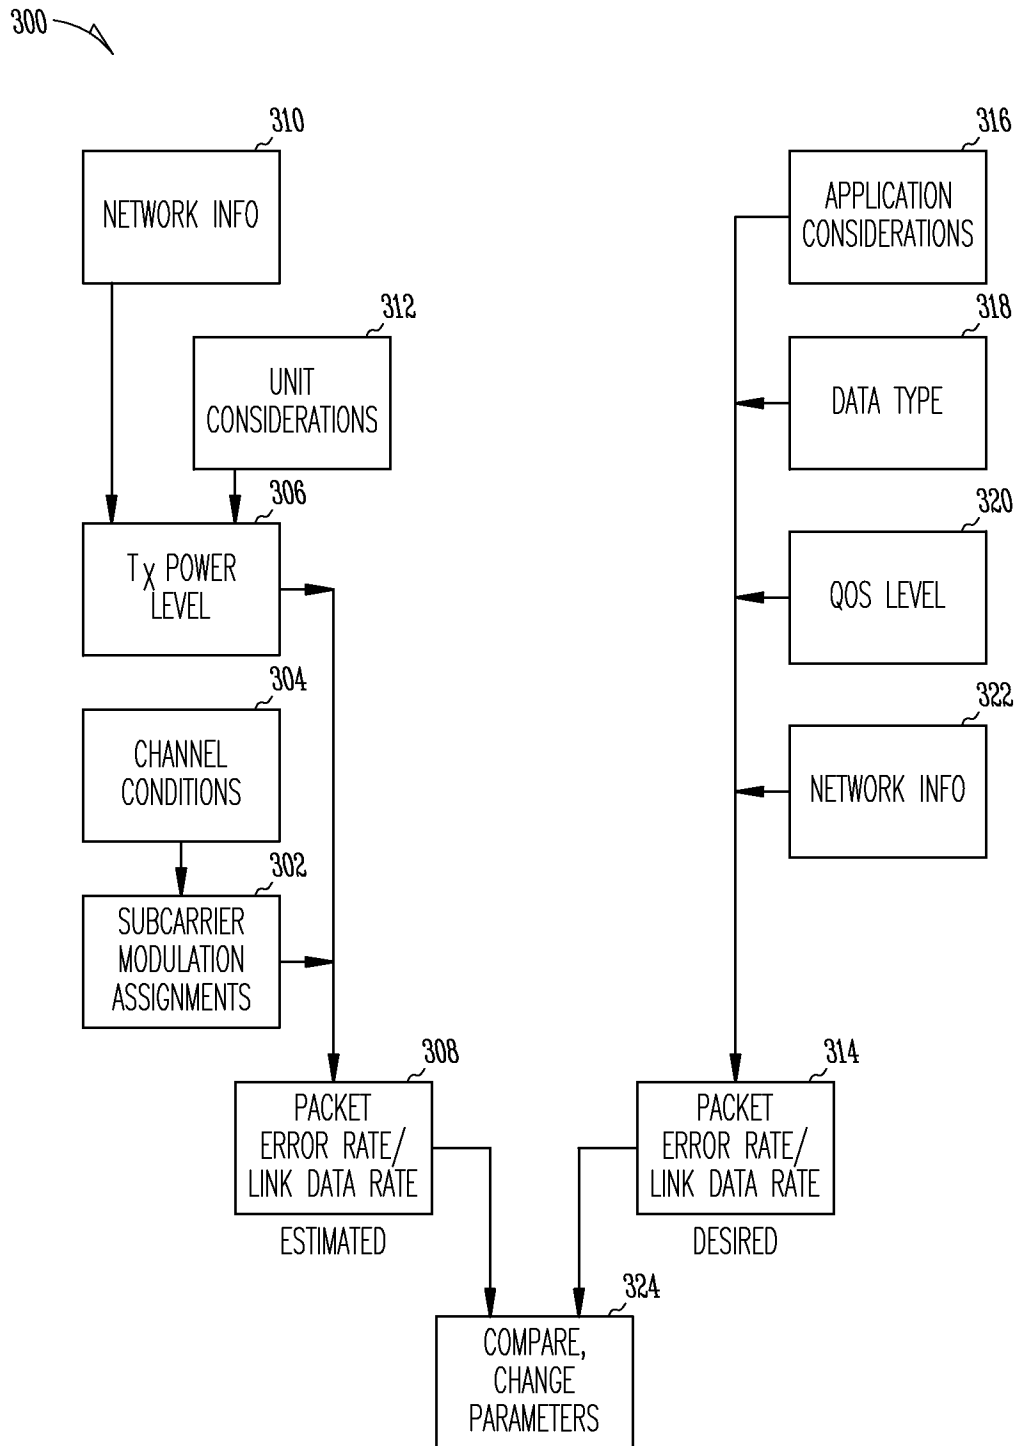 300
310
NETWORK INFO
312
UNIT
CONSIDERATIONS
306
TX POWER
LEVEL
304
CHANNEL
CONDITIONS
302
SUBCARRIER
MODULATION
ASSIGNMENTS
308
PACKET
ERROR RATE/
LINK DATA RATE
ESTIMATED
316
APPLICATION
CONSIDERATIONS
318
DATA TYPE
320
QOS LEVEL
322
NETWORK INFO
314
PACKET
ERROR RATE/
LINK DATA RATE
DESIRED
324
COMPARE,
CHANGE
PARAMETERS